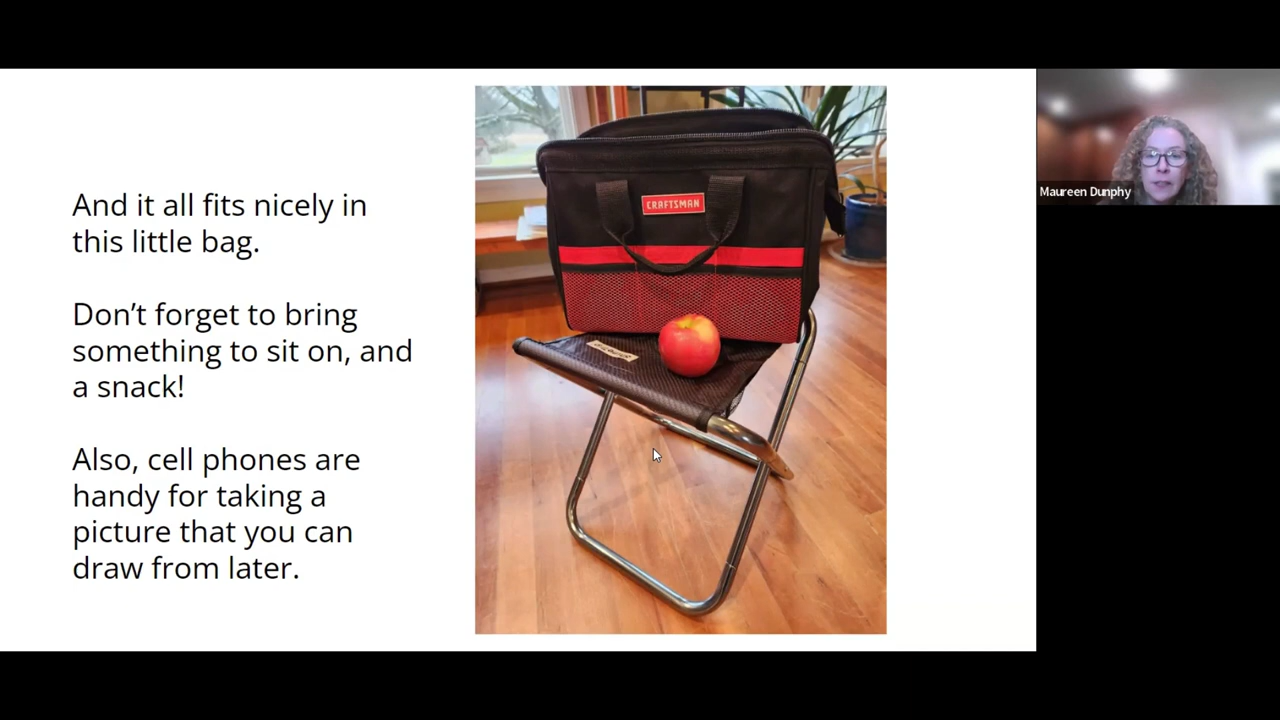 And it all fits nicely in
this little bag.
Don’t forget to bring
something to sit on, and
a snack!
Also, cell phones are
handy for taking a
picture that you can
draw from later.
CRAFTSMAN
Maureen Dunphy